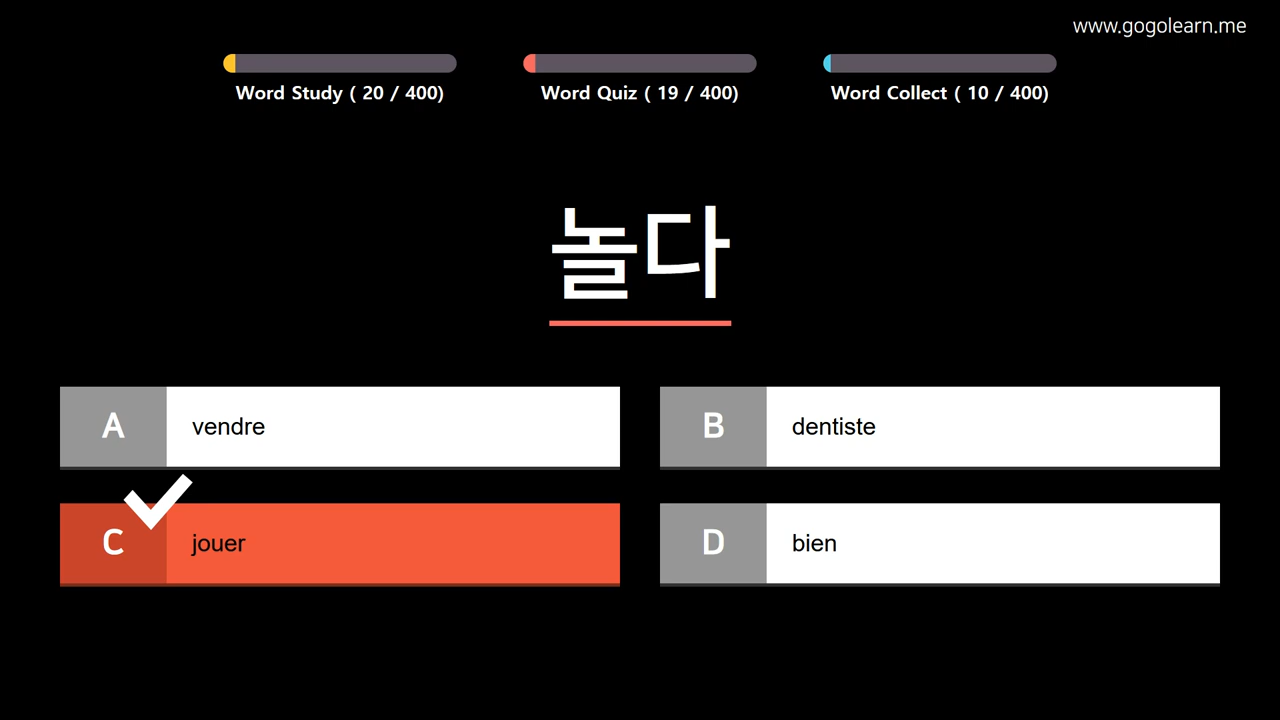 www.gogolearn.me
Word Study ( 20 / 400)
Word Quiz ( 19 / 400)
Word Collect ( 10 / 400)
놀다
A vendre
B dentiste
C jouer
D bien